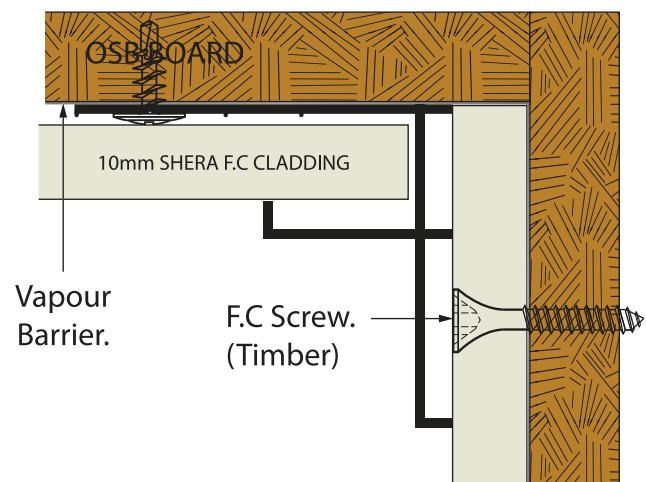 OSB BOARD
10mm SHERA F.C CLADDING
Vapour
Barrier.
F.C Screw.
(Timber)